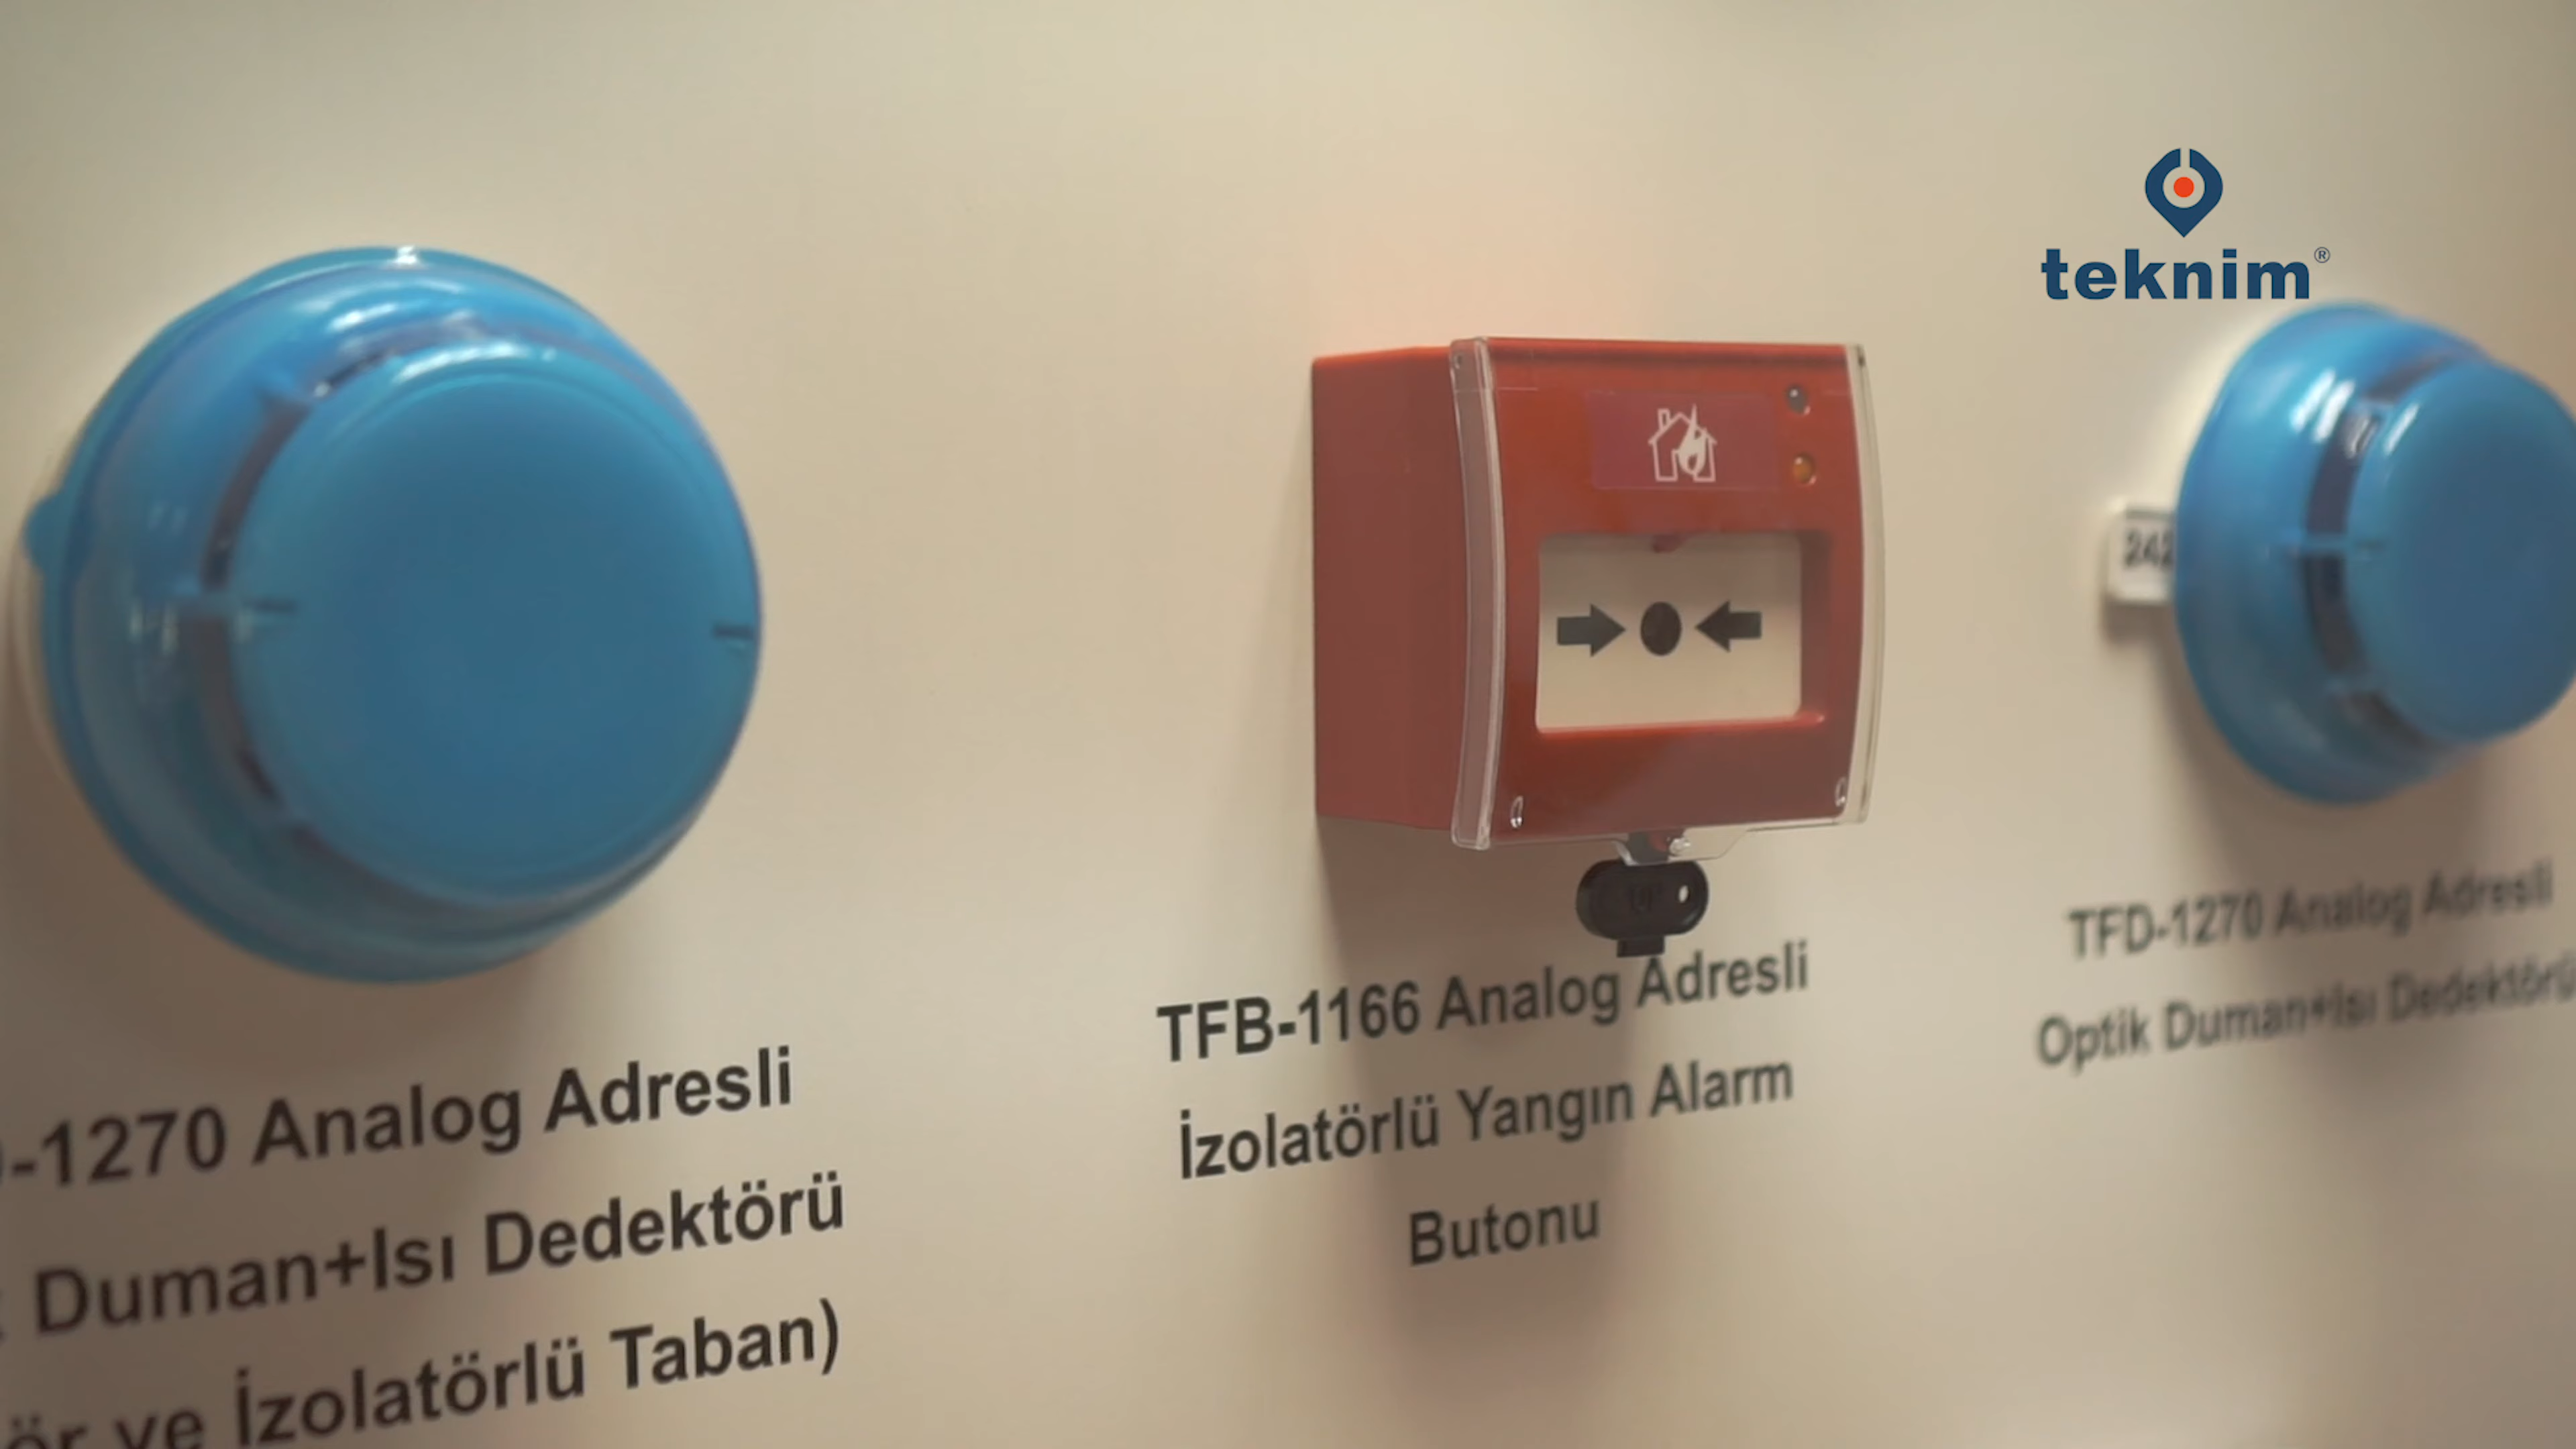 teknim®
242
-1270 Analog Adresli
Duman+Isı Dedektörü
ve İzolatörlü Taban)
TFB-1166 Analog Adresli
İzolatörlü Yangın Alarm
Butonu
TFD-1270 Analog Adresli
Optik Duman+Isı Dedektörü